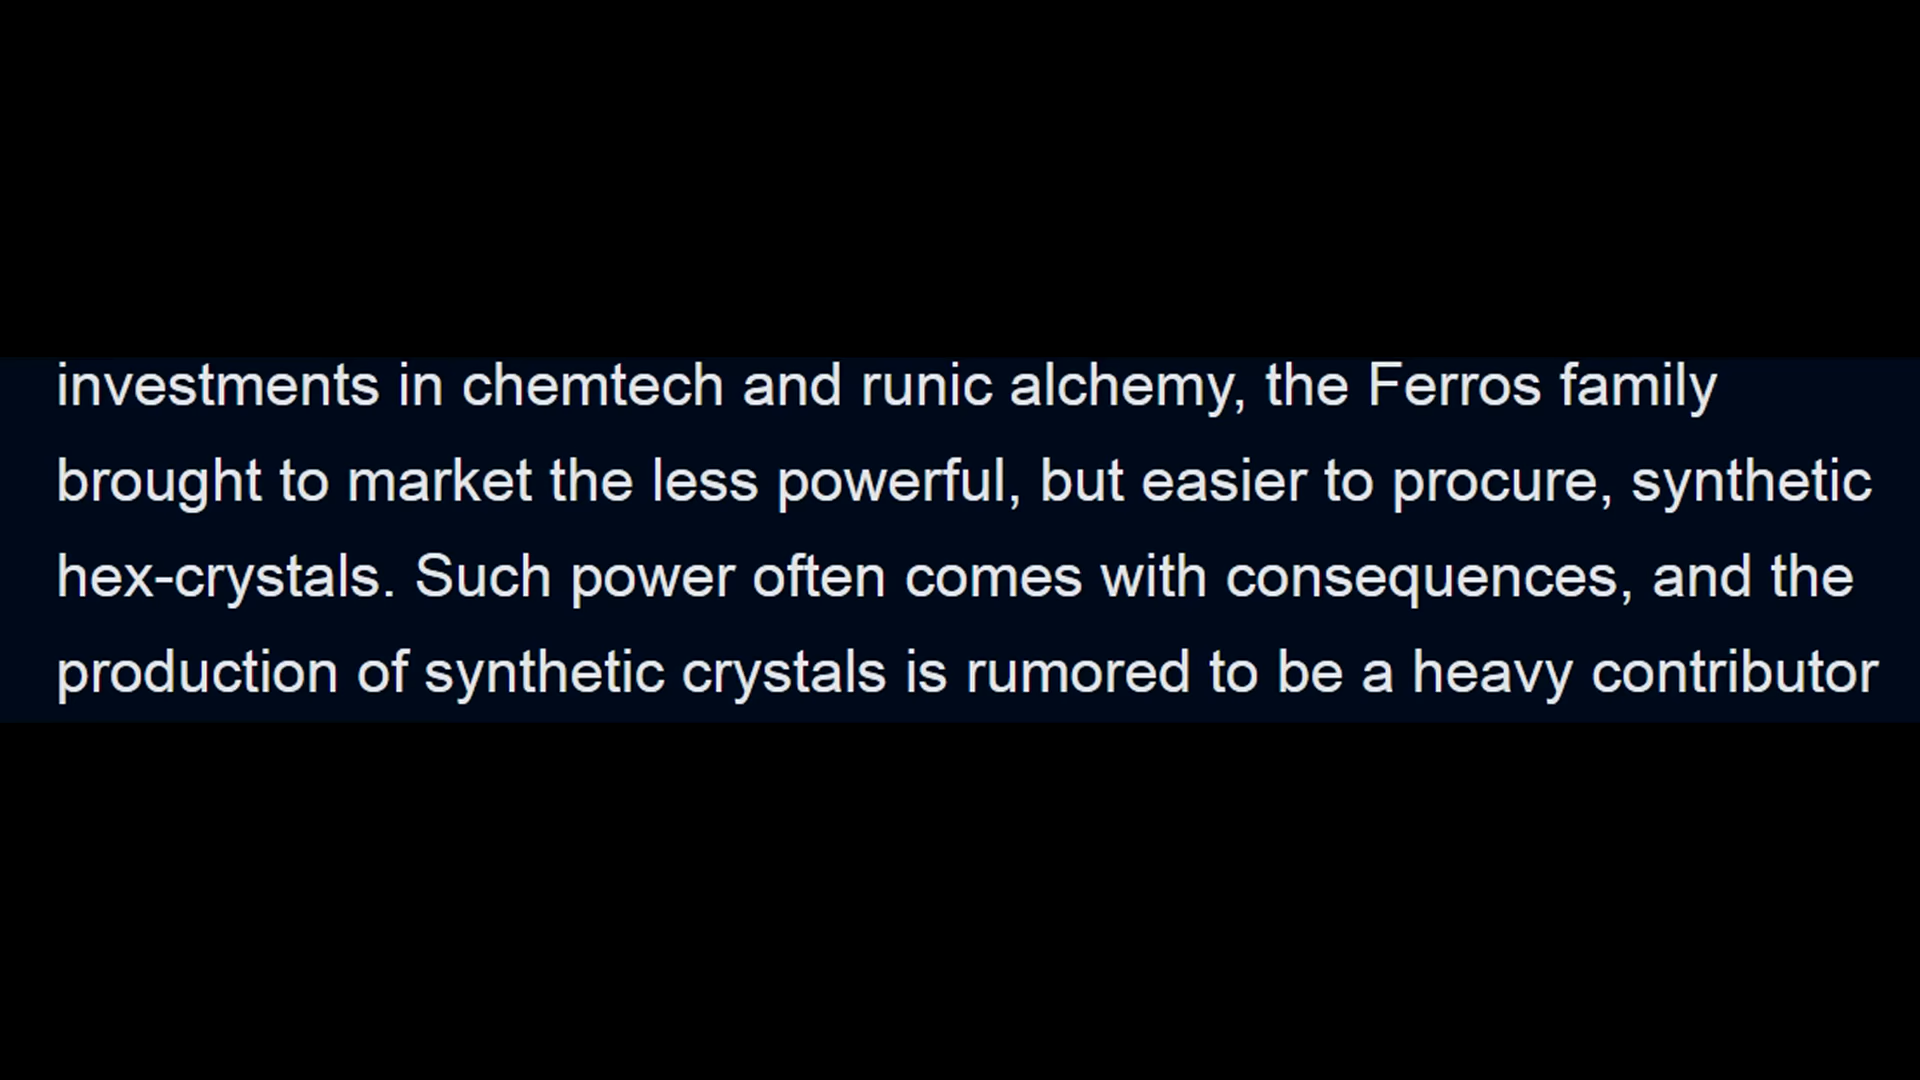 investments in chemtech and runic alchemy, the Ferros family
brought to market the less powerful, but easier to procure, synthetic
hex-crystals. Such power often comes with consequences, and the
production of synthetic crystals is rumored to be a heavy contributor